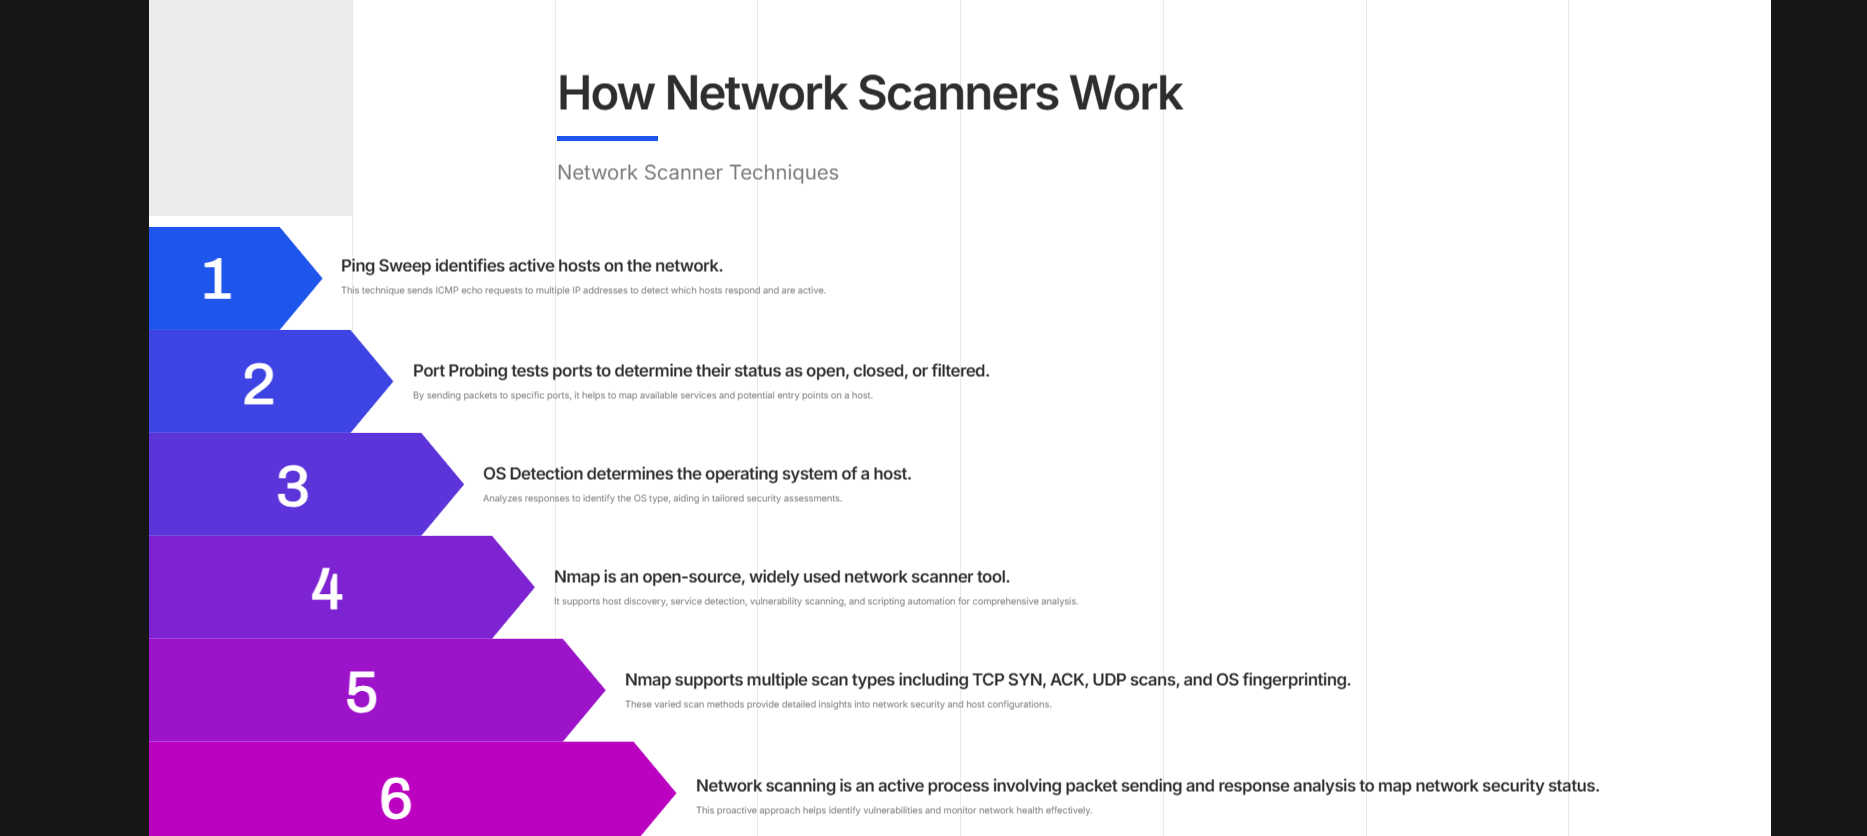 How Network Scanners Work
Network Scanner Techniques
1
Ping Sweep identifies active hosts on the network.
This technique sends ICMP echo requests to multiple IP addresses to detect which hosts respond and are active.
2
Port Probing tests ports to determine their status as open, closed, or filtered.
By sending packets to specific ports, it helps to map available services and potential entry points on a host.
3
OS Detection determines the operating system of a host.
Analyzes responses to identify the OS type, aiding in tailored security assessments.
4
Nmap is an open-source, widely used network scanner tool.
It supports host discovery, service detection, vulnerability scanning, and scripting automation for comprehensive analysis.
5
Nmap supports multiple scan types including TCP SYN, ACK, UDP scans, and OS fingerprinting.
These varied scan methods provide detailed insights into network security and host configurations.
6
Network scanning is an active process involving packet sending and response analysis to map network security status.
This proactive approach helps identify vulnerabilities and monitor network health effectively.